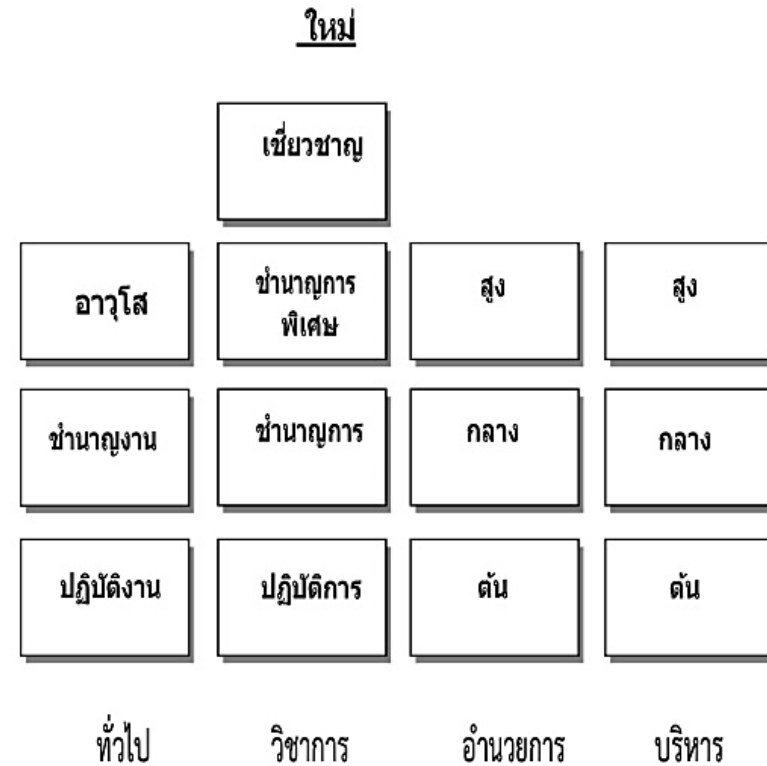 ใหม่
เชี่ยวชาญ
อาวุโส
ชำนาญการ
พิเศษ
สูง
สูง
ชำนาญงาน
ชำนาญการ
กลาง
กลาง
ปฏิบัติงาน
ปฏิบัติการ
ต้น
ต้น
ทั่วไป
วิชาการ
อำนวยการ
บริหาร